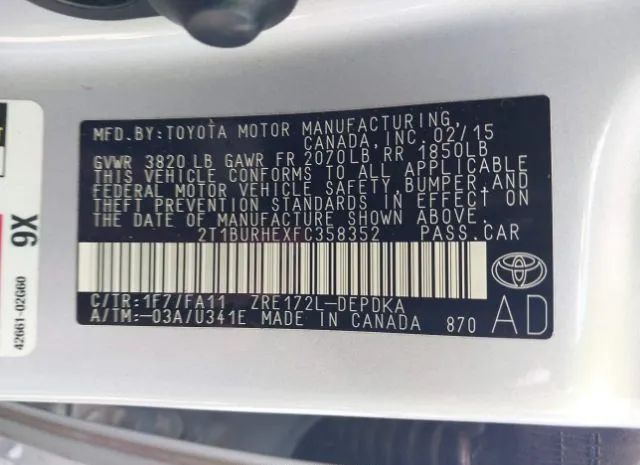 MFD.BY:TOYOTA MOTOR MANUFACTURING,
CANADA,INC.02/15
GVWR 3820 LB GAWR FR 2070LB RR 1850LB
THIS VEHICLE CONFORMS TO ALL APPLICABLE
FEDERAL MOTOR VEHICLE SAFETY,BUMPER,AND
THEFT PREVENTION STANDARDS IN EFFECT ON
THE DATE OF MANUFACTURE SHOWN ABOVE.
2T1BURHEXFC358352 PASS.CAR
C/TR:1F7/FA11 ZRE172L-DEPDKA
A/TM:-03A/U341E MADE IN CANADA 870
AD
9X
42661-02G60